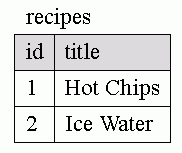 recipes
id title
1 Hot Chips
2 Ice Water